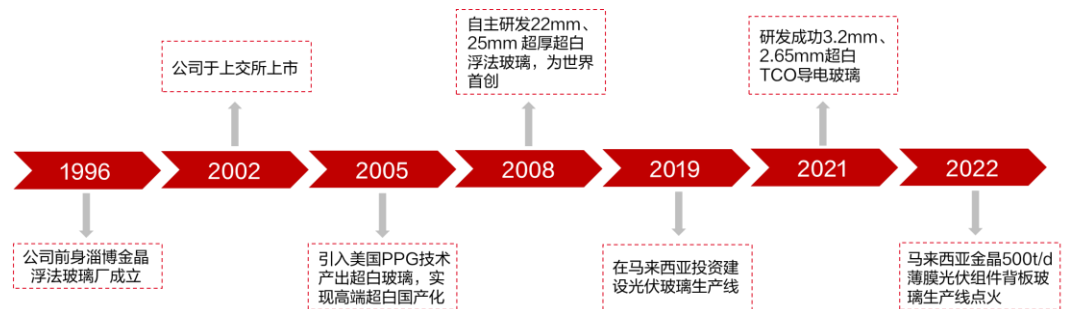 自主研发22mm、
25mm 超厚超白
浮法玻璃，为世界
首创
研发成功3.2mm、
2.65mm超白
TCO导电玻璃
公司于上交所上市
1996
2002
2005
2008
2019
2021
2022
公司前身淄博金晶
浮法玻璃厂成立
引入美国PPG技术
产出超白玻璃，实
现高端超白国产化
在马来西亚投资建
设光伏玻璃生产线
马来西亚金晶500t/d
薄膜光伏组件背板玻
璃生产线点火